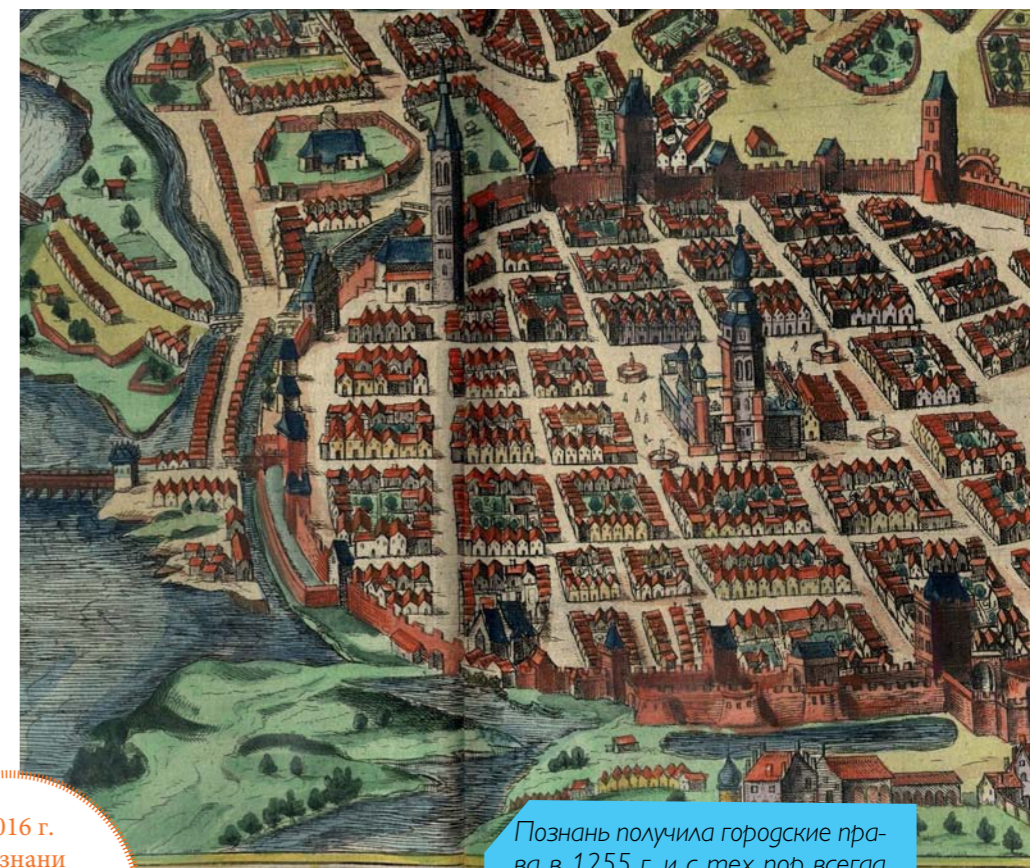 016 г.
знани
Познань получила городские пра-
ва в 1255 г. и с тех пор всегда